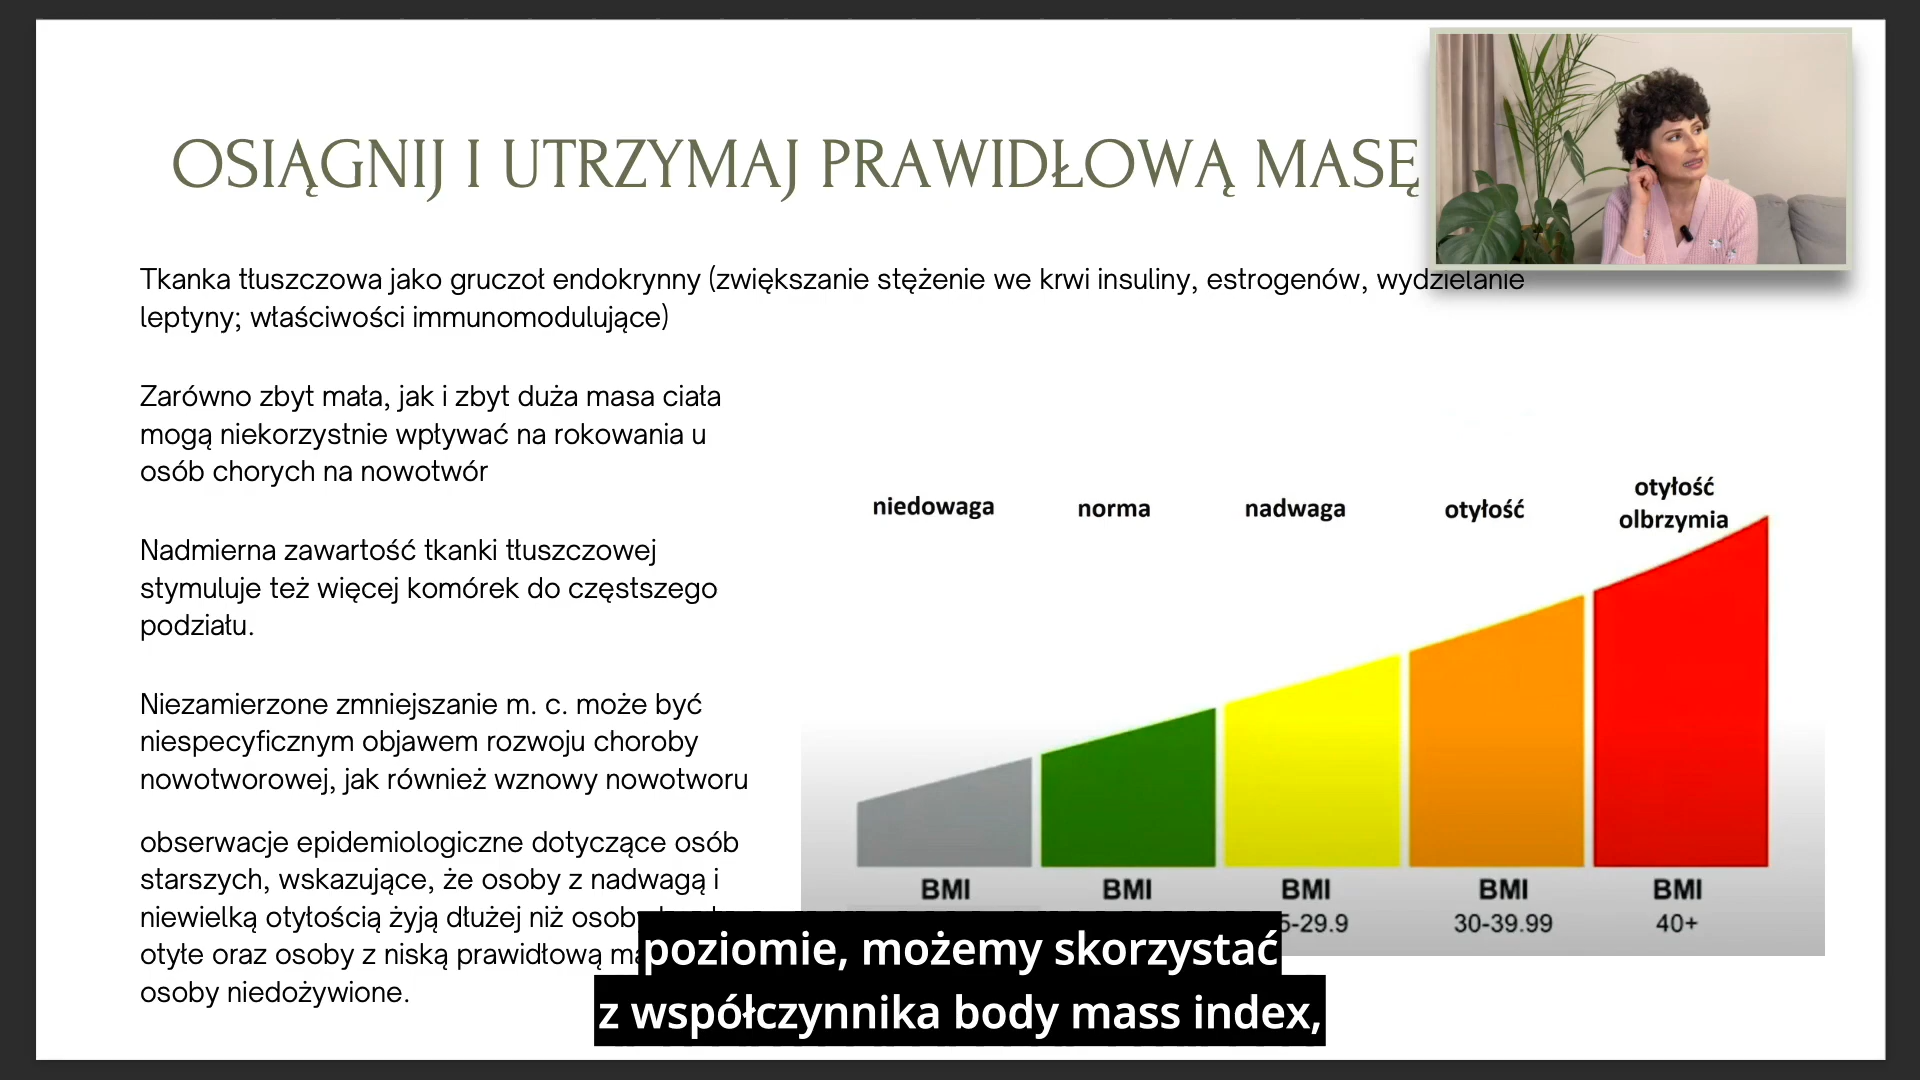 OSIĄGNIJ I UTRZYMAJ PRAWIDŁOWĄ MASĘ
Tkanka tłuszczowa jako gruczoł endokrynny (zwiększanie stężenie we krwi insuliny, estrogenów, wydzielanie
leptyny; właściwości immunomodulujące)
Zarówno zbyt mała, jak i zbyt duża masa ciała
mogą niekorzystnie wpływać na rokowania u
osób chorych na nowotwór
Nadmierna zawartość tkanki tłuszczowej
stymuluje też więcej komórek do częstszego
podziału.
Niezamierzone zmniejszanie m. c. może być
niespecyficznym objawem rozwoju choroby
nowotworowej, jak również wznowy nowotworu
obserwacje epidemiologiczne dotyczące osób
starszych, wskazujące, że osoby z nadwagą i
niewielką otyłością żyją dłużej niż
otyłe oraz osoby z niską prawidłową
osoby niedożywione.
niedowaga
norma
nadwaga
otyłość
otyłość
olbrzymia
BMI
BMI
BMI
5-29.9
BMI
30-39.99
BMI
40+
poziomie, możemy skorzystać
z współczynnika body mass index,